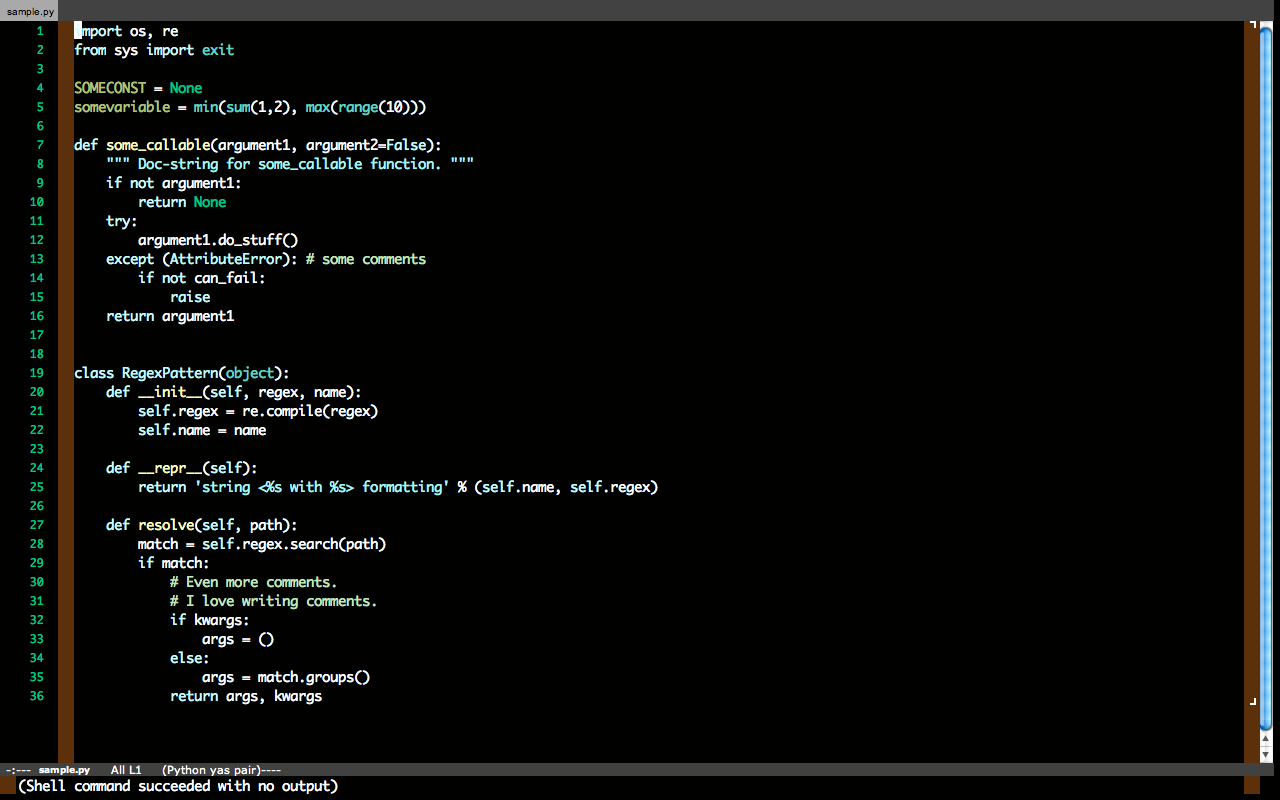 sample.py
1 import os, re
2 from sys import exit
3
4 SOMECONST = None
5 somevariable = min(sum(1,2), max(range(10)))
6
7 def some_callable(argument1, argument2=False):
8     """ Doc-string for some_callable function. """
9     if not argument1:
10         return None
11     try:
12         argument1.do_stuff()
13     except (AttributeError): # some comments
14         if not can_fail:
15             raise
16     return argument1
17
18
19 class RegexPattern(object):
20     def __init__(self, regex, name):
21         self.regex = re.compile(regex)
22         self.name = name
23
24     def __repr__(self):
25         return 'string <%s with %s> formatting' % (self.name, self.regex)
26
27     def resolve(self, path):
28         match = self.regex.search(path)
29         if match:
30             # Even more comments.
31             # I love writing comments.
32             if kwargs:
33                 args = ()
34             else:
35                 args = match.groups()
36             return args, kwargs
-:--- sample.py All L1 (Python yas pair)----
(Shell command succeeded with no output)